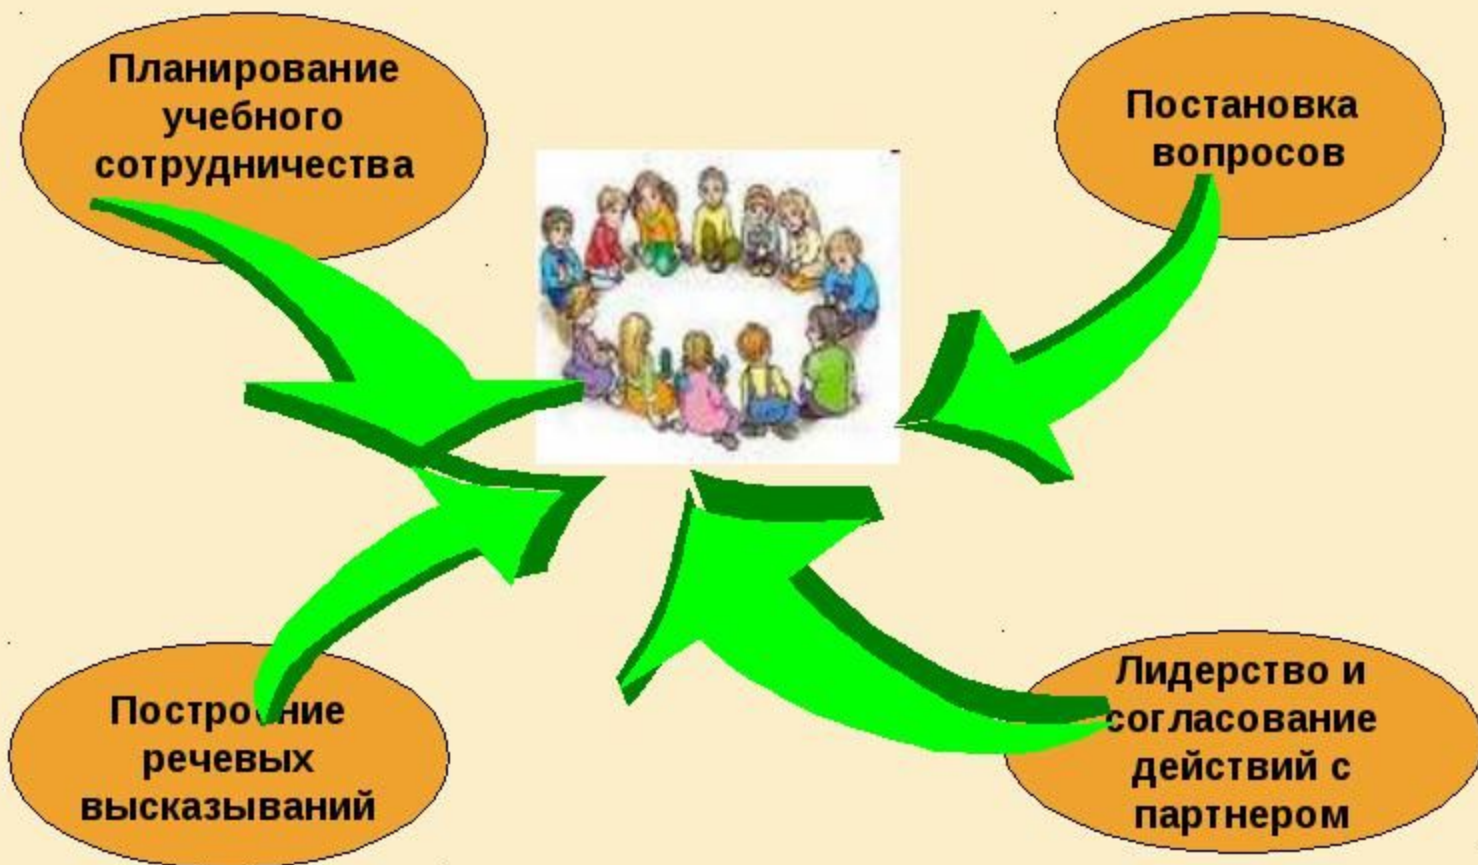 Планирование
учебного
сотрудничества
Постановка
вопросов
Построение
речевых
высказываний
Лидерство и
согласование
действий с
партнером